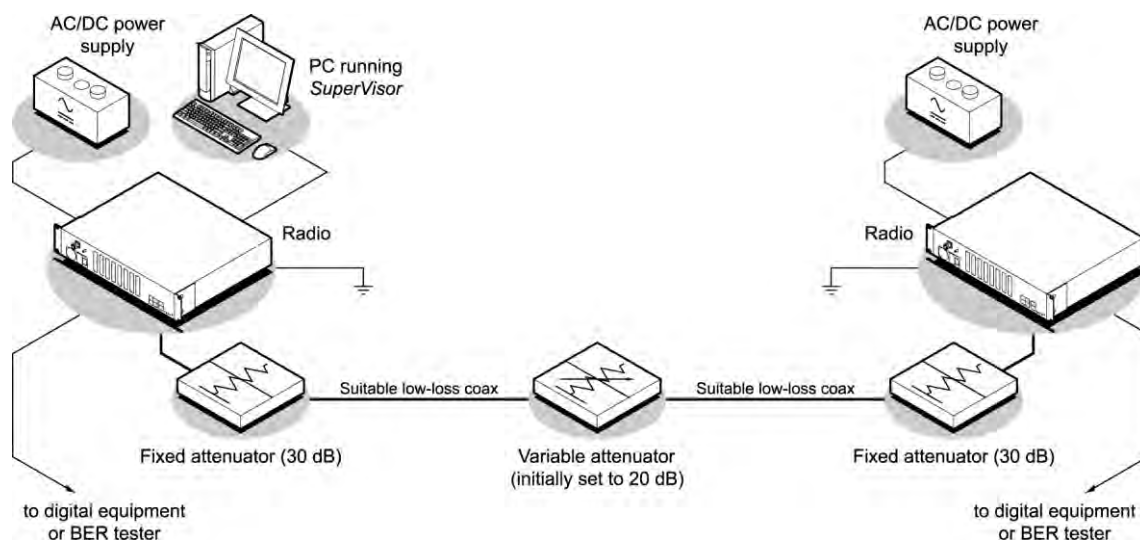 AC/DC power
supply
PC running
SuperVisor
AC/DC power
supply
Radio
Radio
Suitable low-loss coax
Suitable low-loss coax
Fixed attenuator (30 dB)
Variable attenuator
(initially set to 20 dB)
Fixed attenuator (30 dB)
to digital equipment
or BER tester
to digital equipment
or BER tester